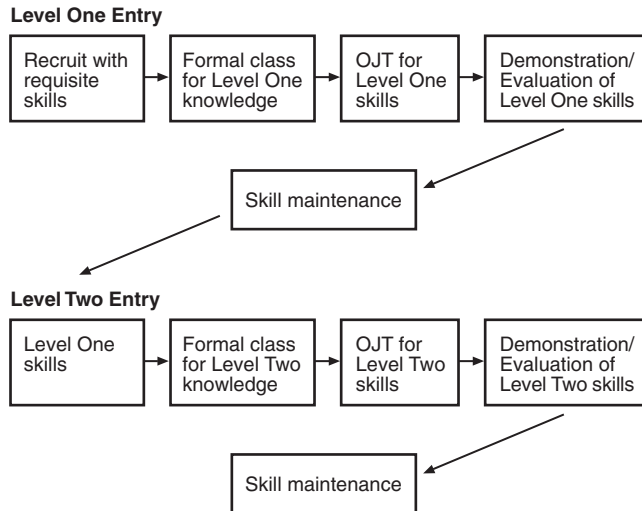 Level One Entry
Recruit with
requisite
skills
Formal class
for Level One
knowledge
OJT for
Level One
skills
Demonstration/
Evaluation of
Level One skills
Skill maintenance
Level Two Entry
Level One
skills
Formal class
for Level Two
knowledge
OJT for
Level Two
skills
Demonstration/
Evaluation of
Level Two skills
Skill maintenance